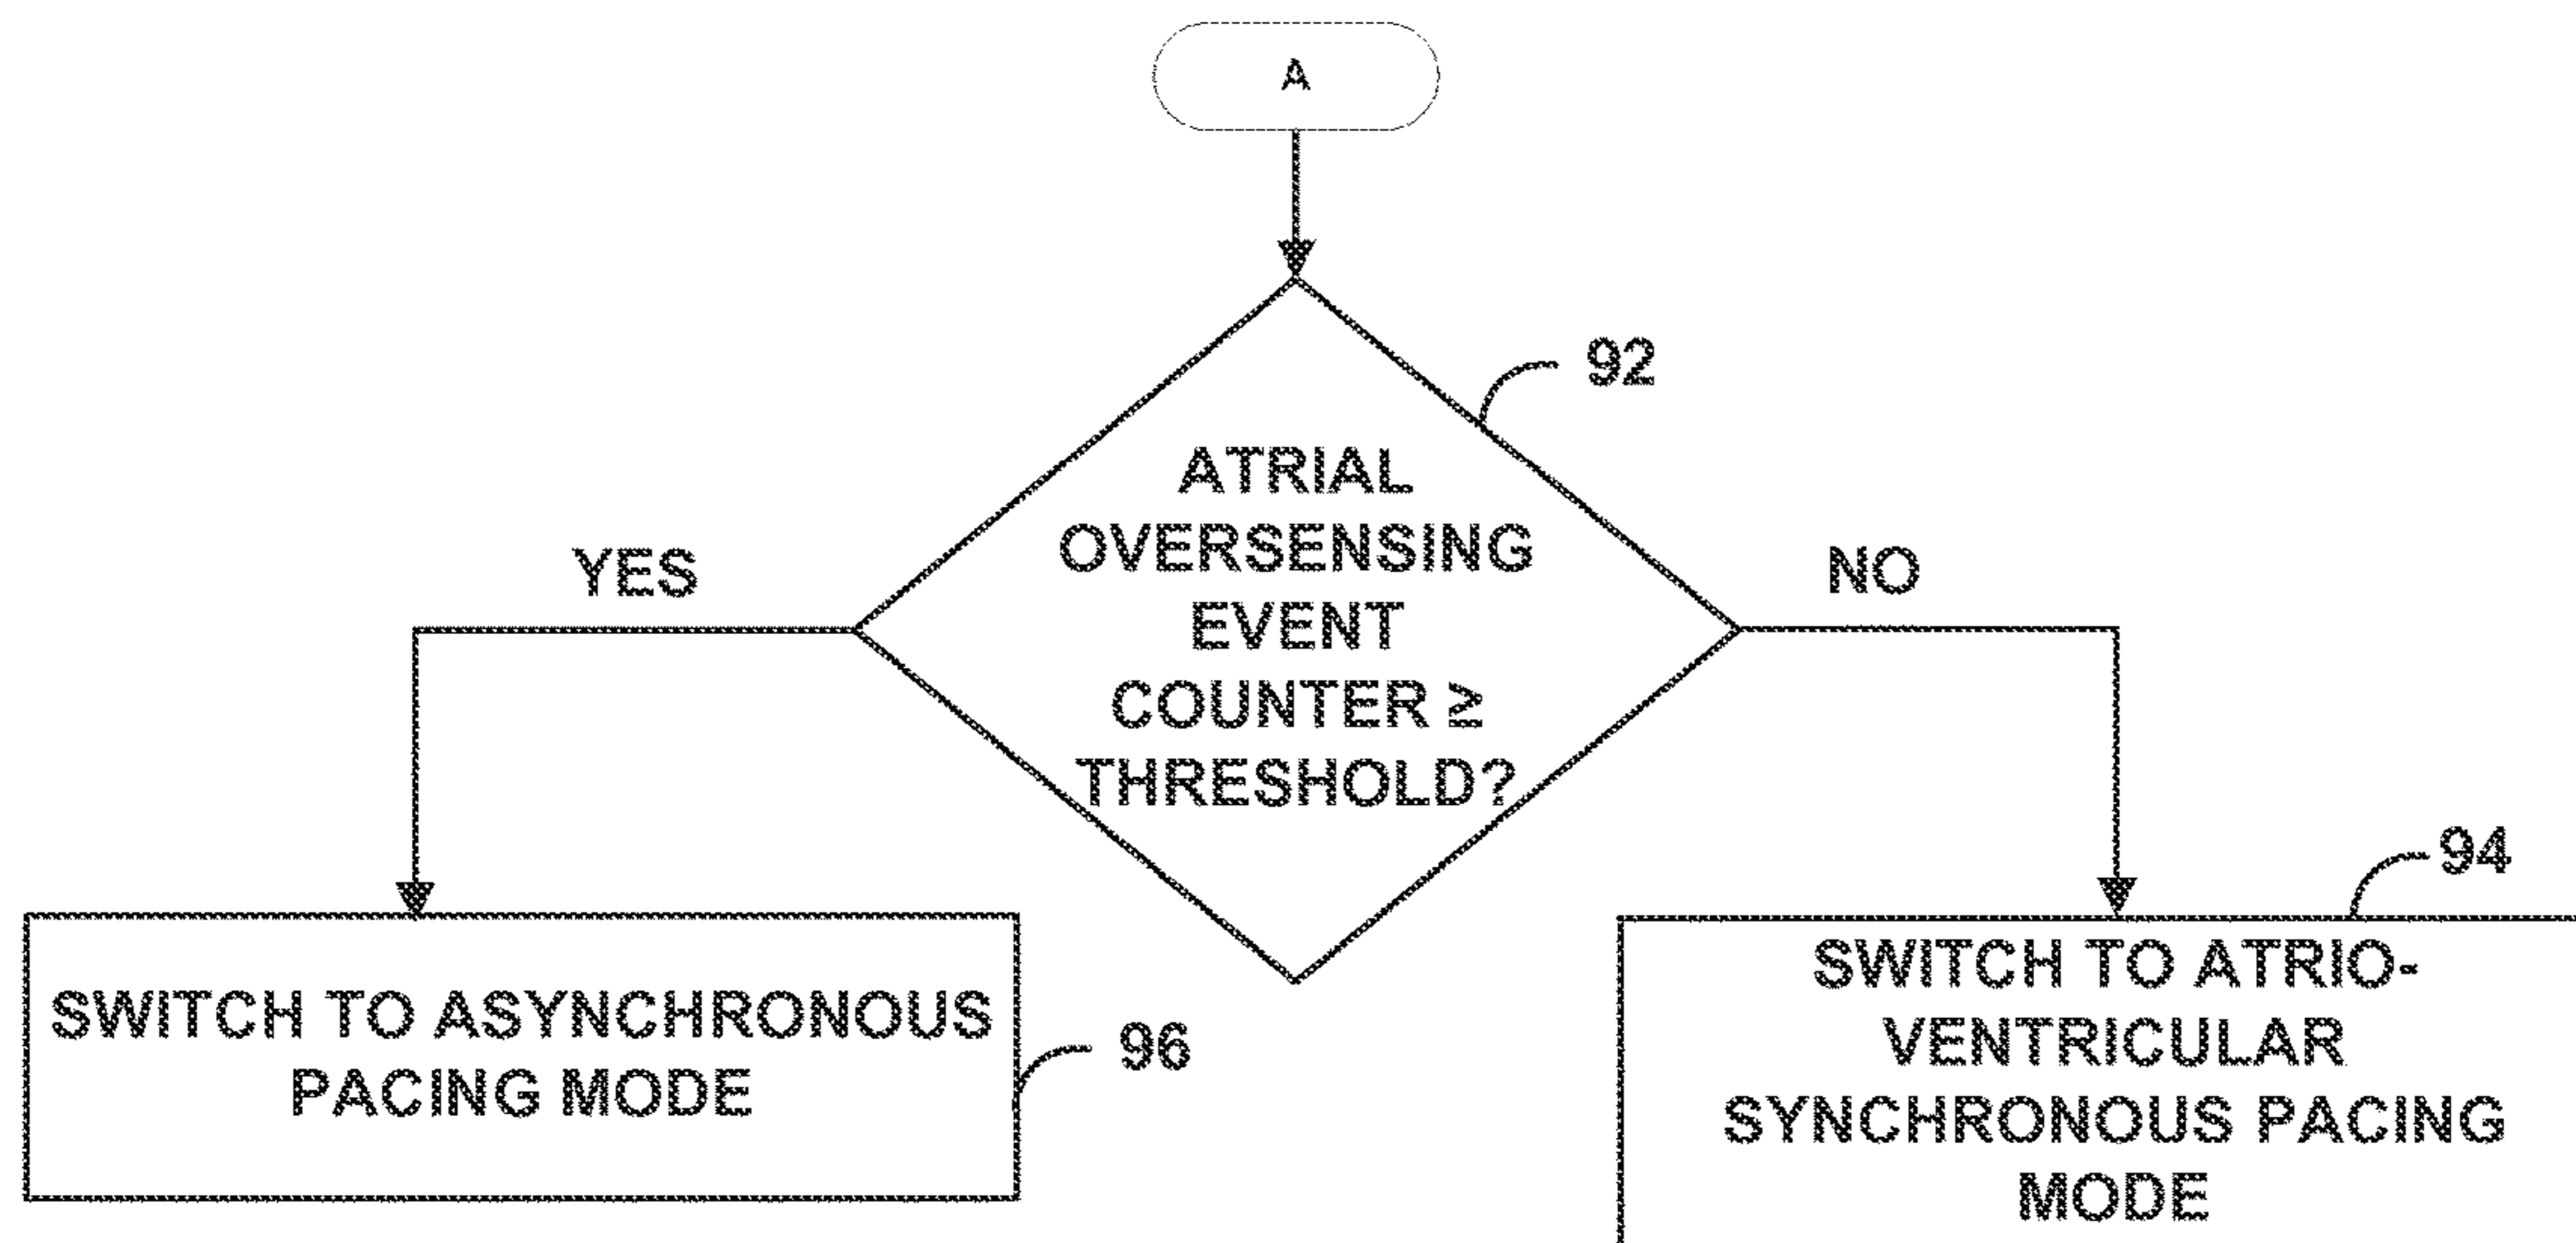 A
92
ATRIAL
OVERSENSING
EVENT
COUNTER ≥
THRESHOLD?
YES
NO
94
SWITCH TO ASYNCHRONOUS
PACING MODE
96
SWITCH TO ATRIO-
VENTRICULAR
SYNCHRONOUS PACING
MODE